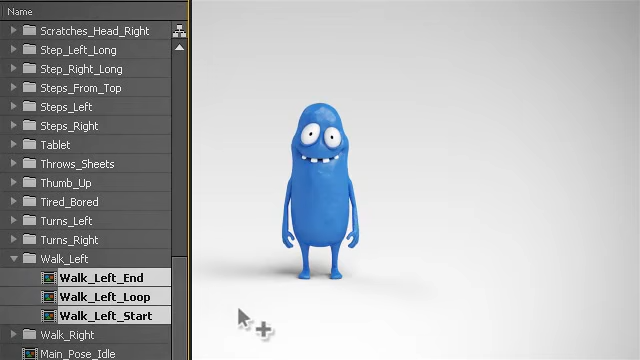 Name
Scratches_Head_Right
Step_Left_Long
Step_Right_Long
Steps_From_Top
Steps_Left
Steps_Right
Tablet
Throws_Sheets
Thumb_Up
Tired_Bored
Turns_Left
Turns_Right
Walk_Left
Walk_Left_End
Walk_Left_Loop
Walk_Left_Start
Walk_Right
Main_Pose_Idle